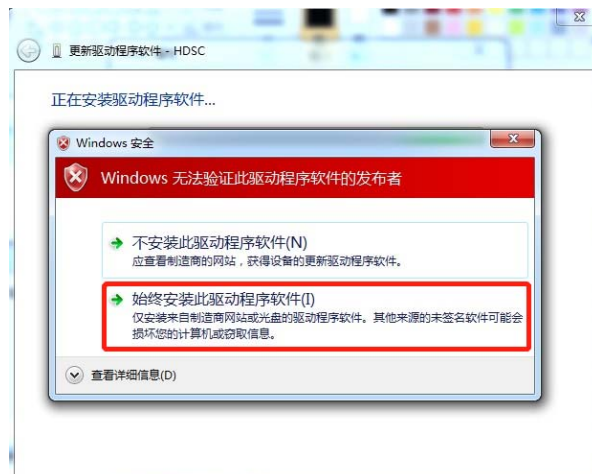 更新驱动程序软件 - HDSC
正在安装驱动程序软件...
Windows 安全
Windows 无法验证此驱动程序软件的发布者
不安装此驱动程序软件(N)
应查看制造商的网站，获得设备的更新驱动程序软件。
始终安装此驱动程序软件(I)
仅安装来自制造商网站或光盘的驱动程序软件。其他来源的未签名软件可能会
损坏您的计算机或窃取信息。
查看详细信息(D)